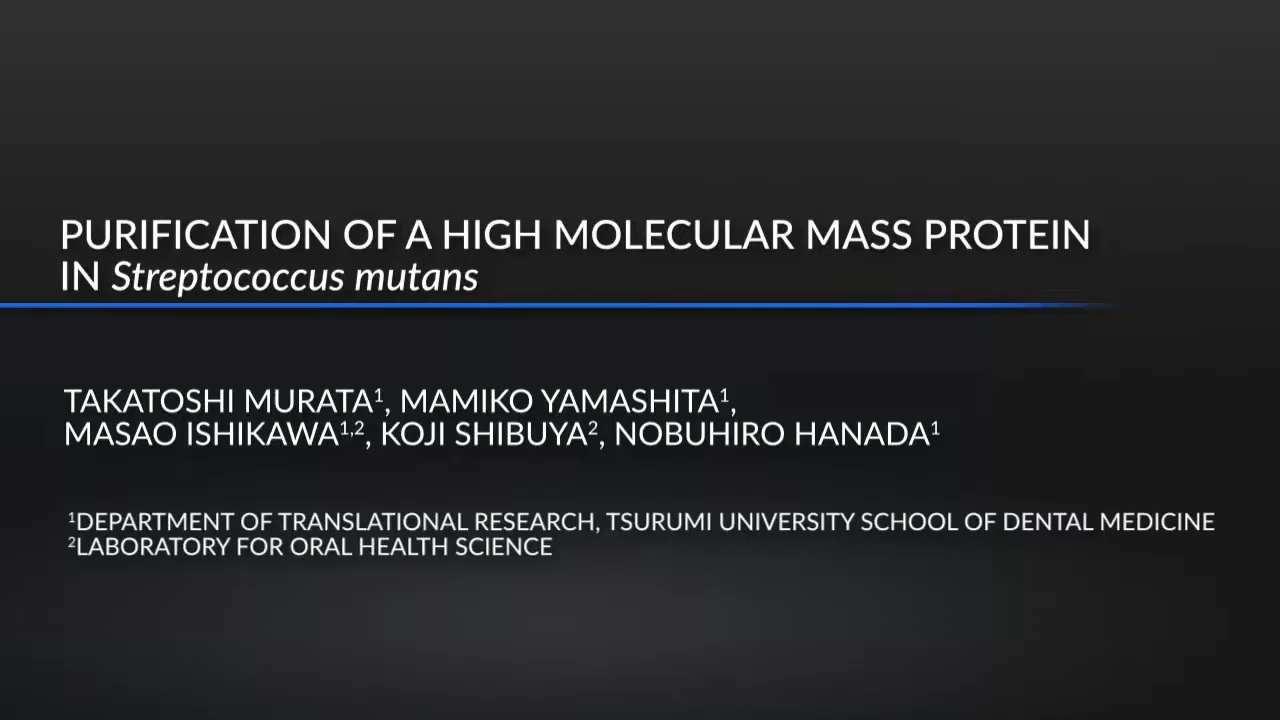 PURIFICATION OF A HIGH MOLECULAR MASS PROTEIN
IN Streptococcus mutans
TAKATOSHI MURATA¹, MAMIKO YAMASHITA¹,
MASAO ISHIKAWA¹,², KOJI SHIBUYA², NOBUHIRO HANADA¹
¹DEPARTMENT OF TRANSLATIONAL RESEARCH, TSURUMI UNIVERSITY SCHOOL OF DENTAL MEDICINE
²LABORATORY FOR ORAL HEALTH SCIENCE